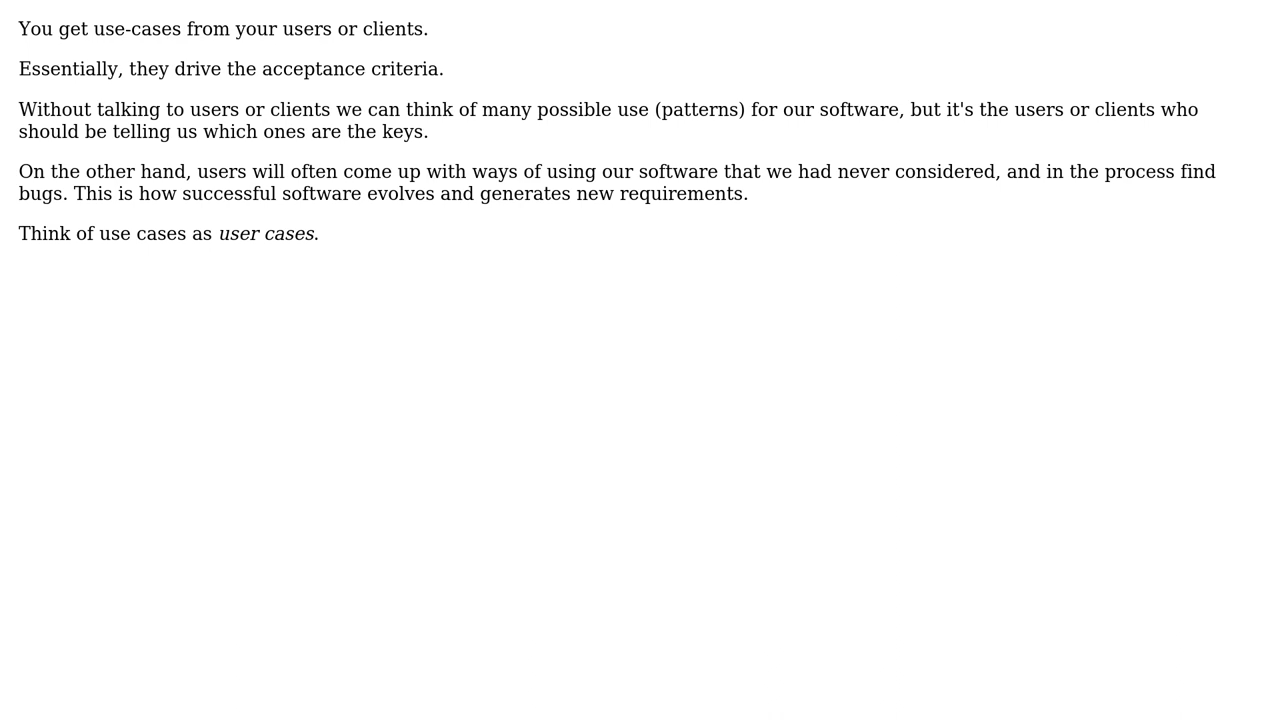 You get use-cases from your users or clients.
Essentially, they drive the acceptance criteria.
Without talking to users or clients we can think of many possible use (patterns) for our software, but it's the users or clients who
should be telling us which ones are the keys.
On the other hand, users will often come up with ways of using our software that we had never considered, and in the process find
bugs. This is how successful software evolves and generates new requirements.
Think of use cases as user cases.